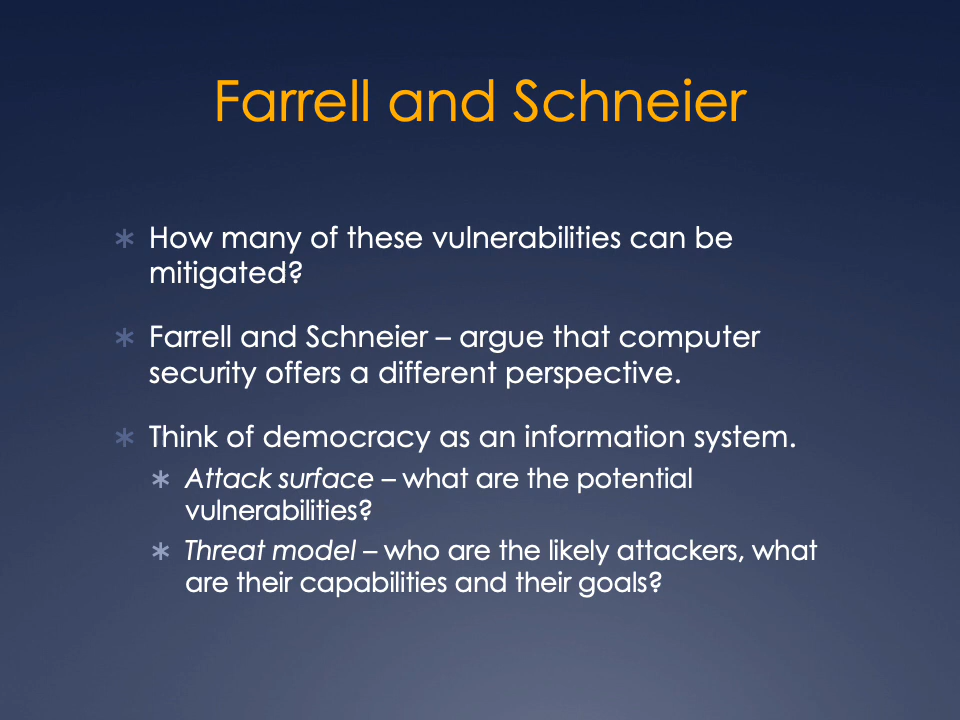 Farrell and Schneier
* How many of these vulnerabilities can be
mitigated?
* Farrell and Schneier – argue that computer
security offers a different perspective.
* Think of democracy as an information system.
* Attack surface – what are the potential
vulnerabilities?
* Threat model – who are the likely attackers, what
are their capabilities and their goals?